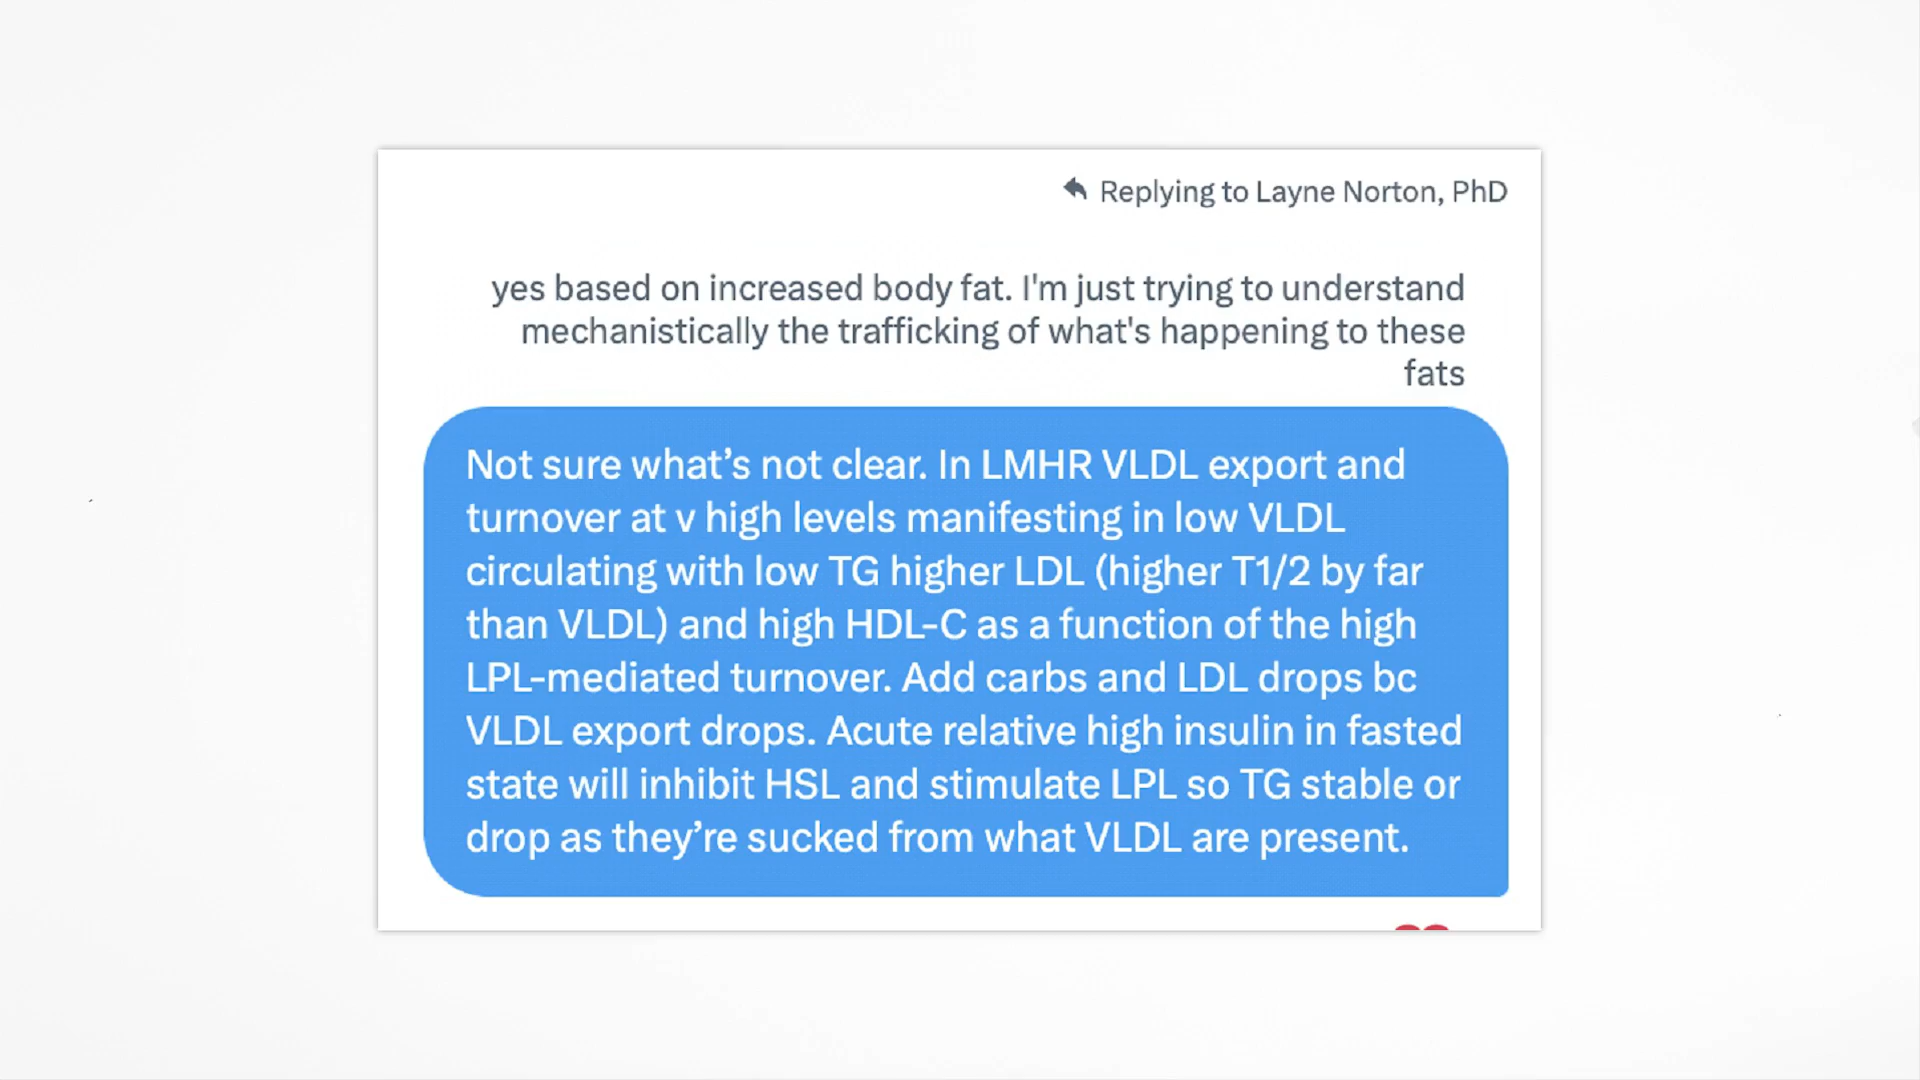 Replying to Layne Norton, PhD
yes based on increased body fat. I'm just trying to understand
mechanistically the trafficking of what's happening to these
fats
Not sure what’s not clear. In LMHR VLDL export and
turnover at v high levels manifesting in low VLDL
circulating with low TG higher LDL (higher T1/2 by far
than VLDL) and high HDL-C as a function of the high
LPL-mediated turnover. Add carbs and LDL drops bc
VLDL export drops. Acute relative high insulin in fasted
state will inhibit HSL and stimulate LPL so TG stable or
drop as they’re sucked from what VLDL are present.